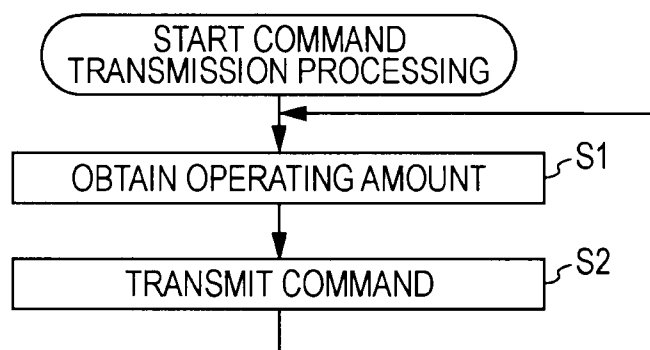 START COMMAND
TRANSMISSION PROCESSING
OBTAIN OPERATING AMOUNT
S1
TRANSMIT COMMAND
S2